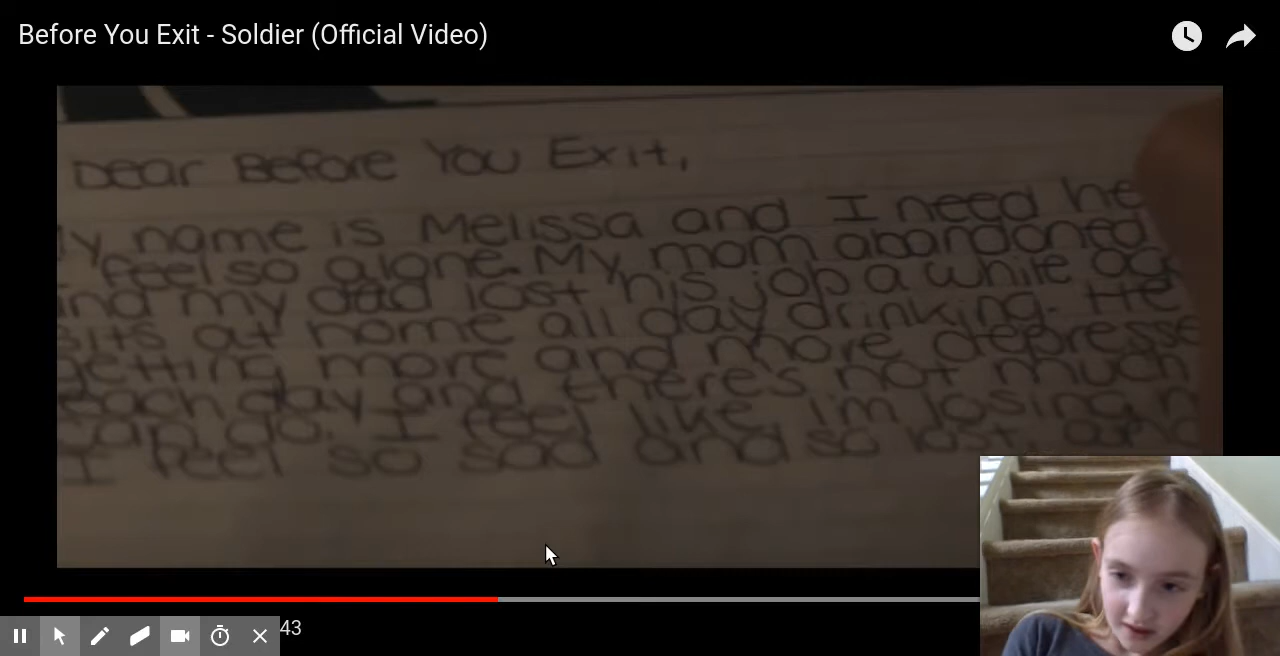 Before You Exit - Soldier (Official Video)
Dear Before You Exit,
y name is Melissa and I need he
feel so alone. My mom abandoned
and my dad lost his job a while ago
sits at home all day drinking. He
getting more and more depresse
each day and there's not much
can do. I feel like I'm losing m
I feel so sad and so lost, and
43